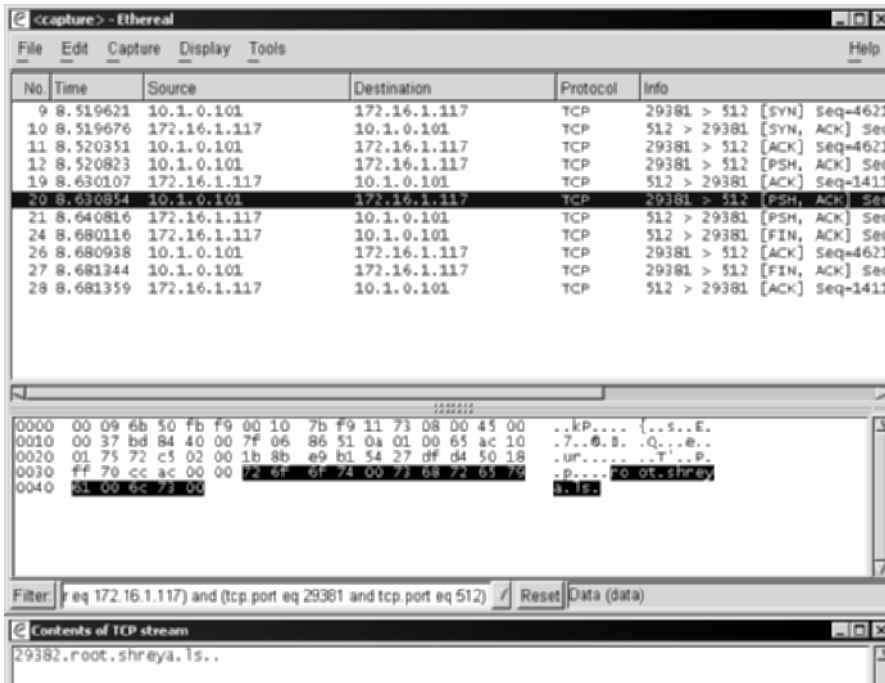 <capture> - Ethereal
File Edit Capture Display Tools Help
No. Time Source Destination Protocol Info
9 8.519621 10.1.0.101 172.16.1.117 TCP 29381 > 512 [SYN] Seq=4621
10 8.519676 172.16.1.117 10.1.0.101 TCP 512 > 29381 [SYN, ACK] Seq
11 8.520351 10.1.0.101 172.16.1.117 TCP 29381 > 512 [ACK] Seq=4621
12 8.520823 10.1.0.101 172.16.1.117 TCP 29381 > 512 [PSH, ACK] Seq
19 8.630107 172.16.1.117 10.1.0.101 TCP 512 > 29381 [ACK] Seq=1411
20 8.630854 10.1.0.101 172.16.1.117 TCP 29381 > 512 [PSH, ACK] Seq
21 8.640816 172.16.1.117 10.1.0.101 TCP 512 > 29381 [PSH, ACK] Seq
24 8.680116 172.16.1.117 10.1.0.101 TCP 512 > 29381 [FIN, ACK] Seq
26 8.680938 10.1.0.101 172.16.1.117 TCP 29381 > 512 [ACK] Seq=4621
27 8.681344 10.1.0.101 172.16.1.117 TCP 29381 > 512 [FIN, ACK] Seq
28 8.681359 172.16.1.117 10.1.0.101 TCP 512 > 29381 [ACK] Seq=1411
0000 00 09 6b 50 fb f9 00 10 7b f9 11 73 08 00 45 00 ..kP.... {..s..E.
0010 00 37 bd 84 40 00 7f 06 86 51 0a 01 00 65 ac 10 .7..@... .Q...e..
0020 01 75 72 c5 02 00 1b 8b e9 b1 54 27 df d4 50 18 .ur..... ..T'..P.
0030 ff 70 cc ac 00 00 72 6f 6f 74 00 73 68 72 65 79 .p....ro ot.shrey
0040 61 00 6c 73 00 a.ls.
Filter: r eq 172.16.1.117) and (tcp.port eq 29381 and tcp.port eq 512) / Reset Data (data)
Contents of TCP stream
29382.root.shreya.ls..